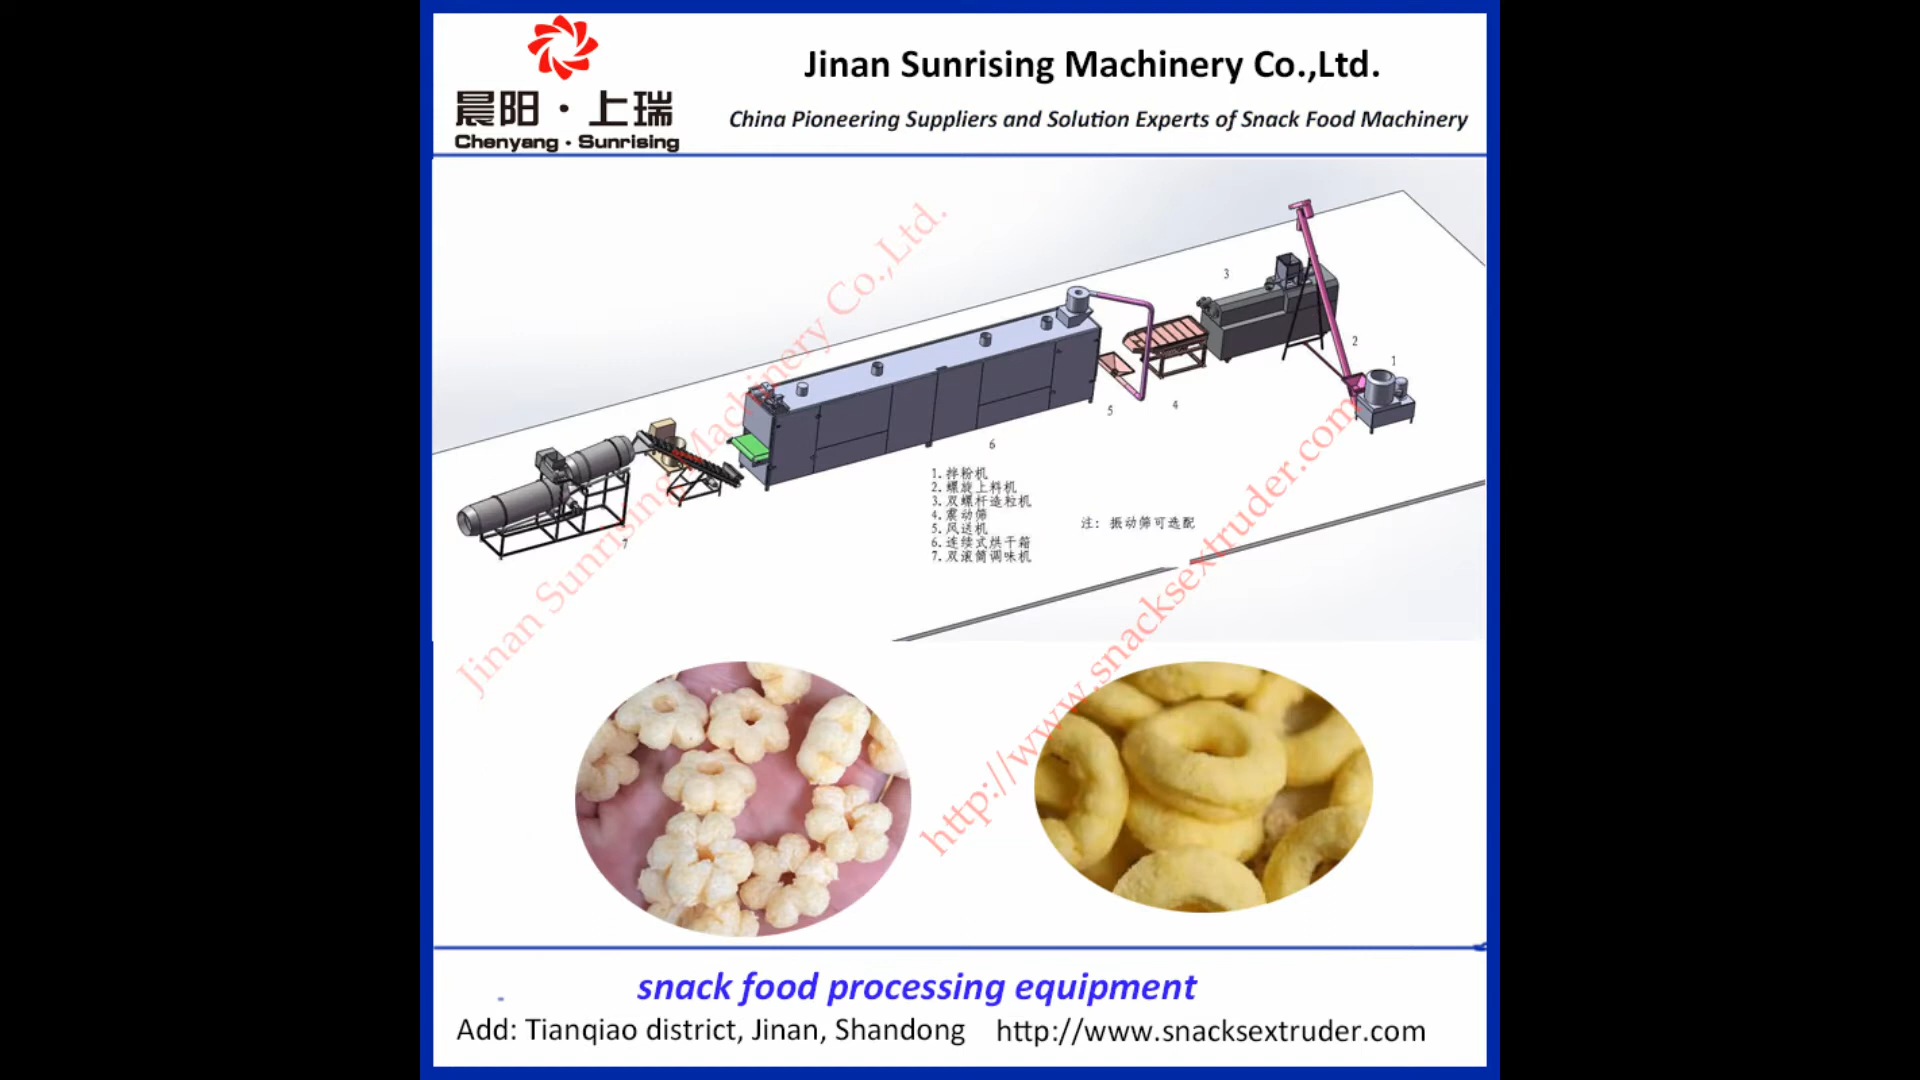 晨阳·上瑞
Chenyang·Sunrising
Jinan Sunrising Machinery Co.,Ltd.
China Pioneering Suppliers and Solution Experts of Snack Food Machinery
Jinan Sunrising Machinery Co.,Ltd.
3
2
1
5
4
6
7
1. 拌粉机
2. 螺旋上料机
3. 双螺杆造粒机
4. 震动筛
5. 风送机
6. 连续式烘干箱
7. 双滚筒调味机
注: 振动筛可选配
http://www.snacksextruder.com
snack food processing equipment
Add: Tianqiao district, Jinan, Shandong http://www.snacksextruder.com